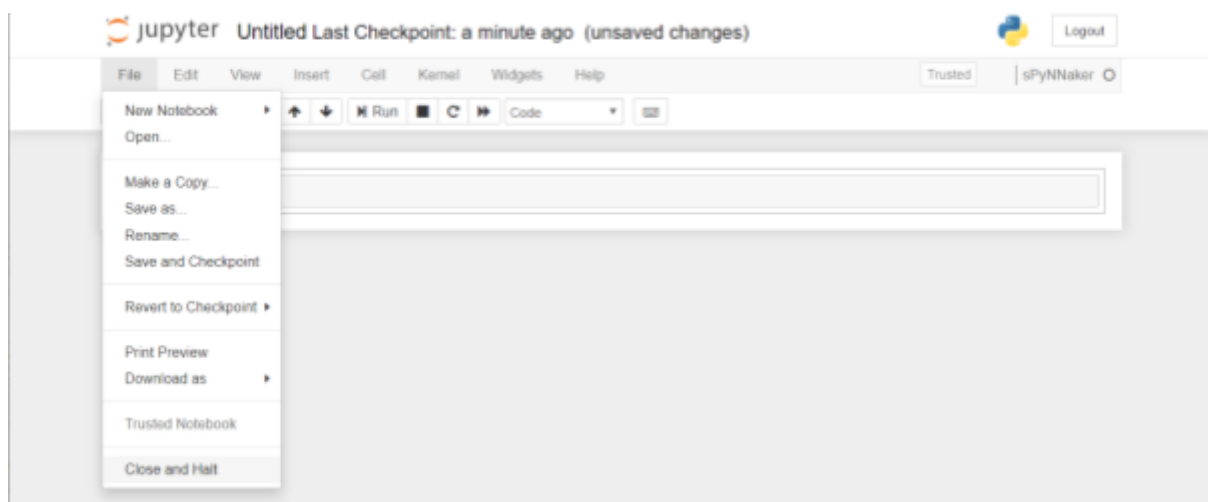 jupyter Untitled Last Checkpoint: a minute ago (unsaved changes) Logout
File Edit View Insert Cell Kernel Widgets Help Trusted sPyNNaker
Run Code
New Notebook
Open...
Make a Copy...
Save as...
Rename...
Save and Checkpoint
Revert to Checkpoint
Print Preview
Download as
Trusted Notebook
Close and Halt